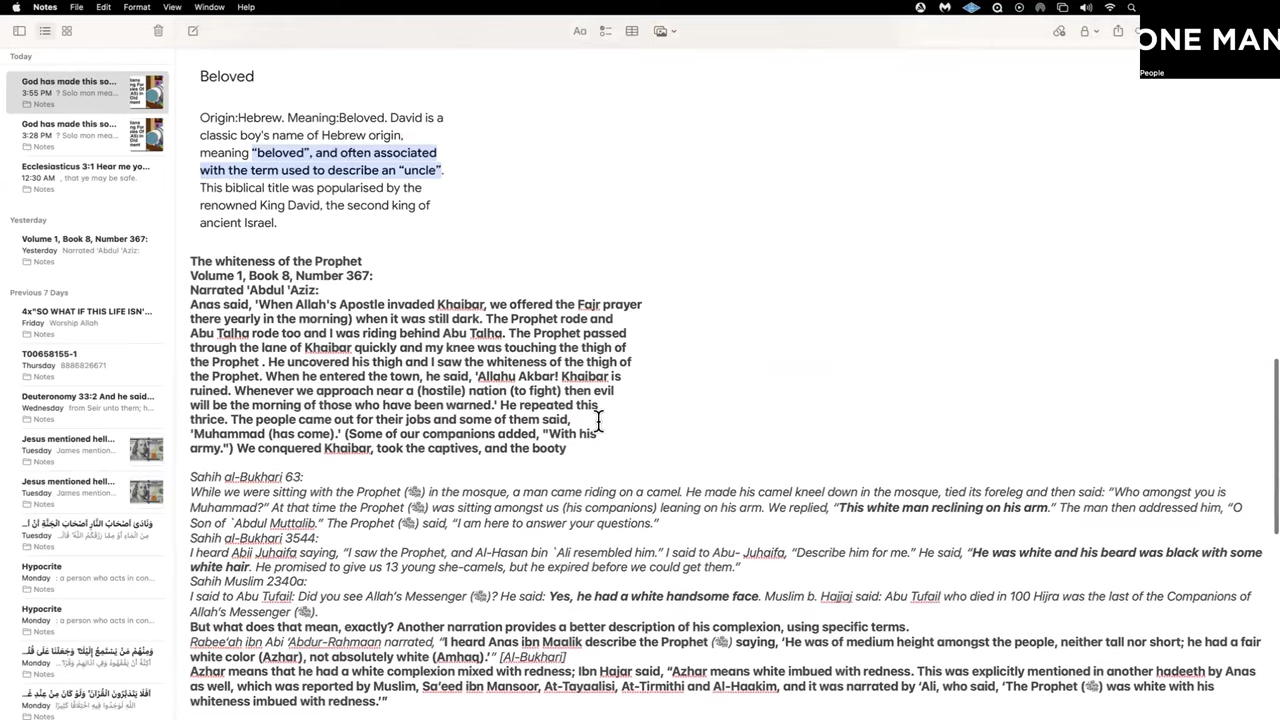 Notes File Edit Format View Window Help
ONE MAN
People
Today
God has made this so...
3:55 PM ? Solo mon mea...
Notes
God has made this so...
3:28 PM ? Solo mon mea...
Notes
Ecclesiasticus 3:1 Hear me yo...
12:30 AM , that ye may be safe.
Notes
Yesterday
Volume 1, Book 8, Number 367:
Yesterday Narrated 'Abdul 'Aziz:
Notes
Previous 7 Days
4x"SO WHAT IF THIS LIFE ISN'...
Friday Worship Allah
Notes
T00658155-1
Thursday 8886826671
Notes
Deuteronomy 33:2 And he said...
Wednesday from Seir unto them; h...
Notes
Jesus mentioned hell...
Tuesday James mention...
Notes
Jesus mentioned hell...
Tuesday James mention...
Notes
وَنَادَىٰٓ أَصْحَـٰبُ ٱلنَّارِ أَصْحَـٰبَ ٱلْجَنَّةِ أَنْ أَ...
Tuesday
Notes
Hypocrite
Monday : a person who acts in con...
Notes
Hypocrite
Monday : a person who acts in con...
Notes
Monday
Notes
أَفَلَا يَتَدَبَّرُونَ ٱلْقُرْءَانَ ۚ وَلَوْ كَانَ مِنْ عِندِ غَ...
Monday
Notes
Beloved
Origin:Hebrew. Meaning:Beloved. David is a
classic boy's name of Hebrew origin,
meaning “beloved”, and often associated
with the term used to describe an “uncle”.
This biblical title was popularised by the
renowned King David, the second king of
ancient Israel.
The whiteness of the Prophet
Volume 1, Book 8, Number 367:
Narrated 'Abdul 'Aziz:
Anas said, 'When Allah's Apostle invaded Khaibar, we offered the Fajr prayer
there yearly in the morning) when it was still dark. The Prophet rode and
Abu Talha rode too and I was riding behind Abu Talha. The Prophet passed
through the lane of Khaibar quickly and my knee was touching the thigh of
the Prophet . He uncovered his thigh and I saw the whiteness of the thigh of
the Prophet. When he entered the town, he said, 'Allahu Akbar! Khaibar is
ruined. Whenever we approach near a (hostile) nation (to fight) then evil
will be the morning of those who have been warned.' He repeated this
thrice. The people came out for their jobs and some of them said,
'Muhammad (has come).' (Some of our companions added, "With his
army.") We conquered Khaibar, took the captives, and the booty
Sahih al-Bukhari 63:
While we were sitting with the Prophet (ﷺ) in the mosque, a man came riding on a camel. He made his camel kneel down in the mosque, tied its foreleg and then said: “Who amongst you is
Muhammad?” At that time the Prophet (ﷺ) was sitting amongst us (his companions) leaning on his arm. We replied, “This white man reclining on his arm.” The man then addressed him, “O
Son of `Abdul Muttalib.” The Prophet (ﷺ) said, “I am here to answer your questions.”
Sahih al-Bukhari 3544:
I heard Abii Juhaifa saying, “I saw the Prophet, and Al-Hasan bin `Ali resembled him.” I said to Abu- Juhaifa, “Describe him for me.” He said, “He was white and his beard was black with some
white hair. He promised to give us 13 young she-camels, but he expired before we could get them.”
Sahih Muslim 2340a:
I said to Abu Tufail: Did you see Allah’s Messenger (ﷺ)? He said: Yes, he had a white handsome face. Muslim b. Hajjaj said: Abu Tufail who died in 100 Hijra was the last of the Companions of
Allah’s Messenger (ﷺ).
But what does that mean, exactly? Another narration provides a better description of his complexion, using specific terms.
Rabee’ah ibn Abi ‘Abdur-Rahmaan narrated, “I heard Anas ibn Maalik describe the Prophet (ﷺ) saying, ‘He was of medium height amongst the people, neither tall nor short; he had a fair
white color (Azhar), not absolutely white (Amhaq).’” [Al-Bukhari]
Azhar means that he had a white complexion mixed with redness; Ibn Hajar said, “Azhar means white imbued with redness. This was explicitly mentioned in another hadeeth by Anas
as well, which was reported by Muslim, Sa’eed ibn Mansoor, At-Tayaalisi, At-Tirmithi and Al-Haakim, and it was narrated by ‘Ali, who said, ‘The Prophet (ﷺ) was white with his
whiteness imbued with redness.’”